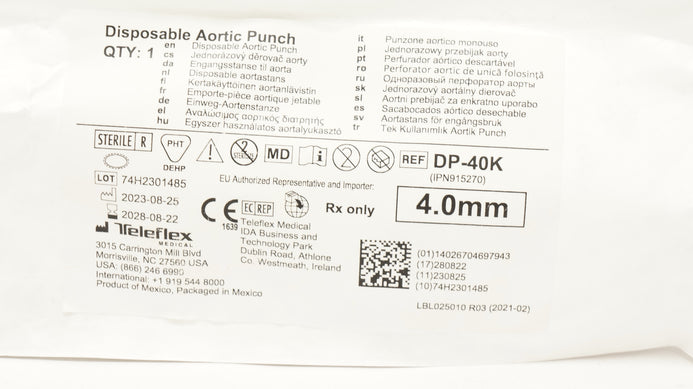 Disposable Aortic Punch
QTY: 1
en Disposable Aortic Punch
cs Jednorázový děrovač aorty
da Engangsstanse til aorta
nl Disposable aortastans
fi Kertakäyttöinen aortanlävistin
fr Emporte-pièce aortique jetable
de Einweg-Aortenstanze
el Αναλώσιμος αορτικός διατρητής
hu Egyszer használatos aortalyukasztó
it Punzone aortico monouso
pl Jednorazowy przebijak aorty
pt Perfurador aórtico descartável
ro Perforator aortic de unică folosință
ru Одноразовый перфоратор аорты
sk Jednorazový aortálny dierovač
sl Aortni prebijač za enkratno uporabo
es Sacabocados aórtico desechable
sv Aortastans för engångsbruk
tr Tek Kullanımlık Aortik Punch
STERILE R
PHT
DEHP
MD
REF DP-40K
(IPN915270)
LOT 74H2301485
2023-08-25
2028-08-22
EU Authorized Representative and Importer:
CE
1639
EC REP
Rx only
4.0mm
Teleflex Medical
IDA Business and
Technology Park
Dublin Road, Athlone
Co. Westmeath, Ireland
Teleflex
MEDICAL
3015 Carrington Mill Blvd
Morrisville, NC 27560 USA
USA: (866) 246 6990
International: +1 919 544 8000
Product of Mexico, Packaged in Mexico
(01)14026704697943
(17)280822
(11)230825
(10)74H2301485
LBL025010 R03 (2021-02)